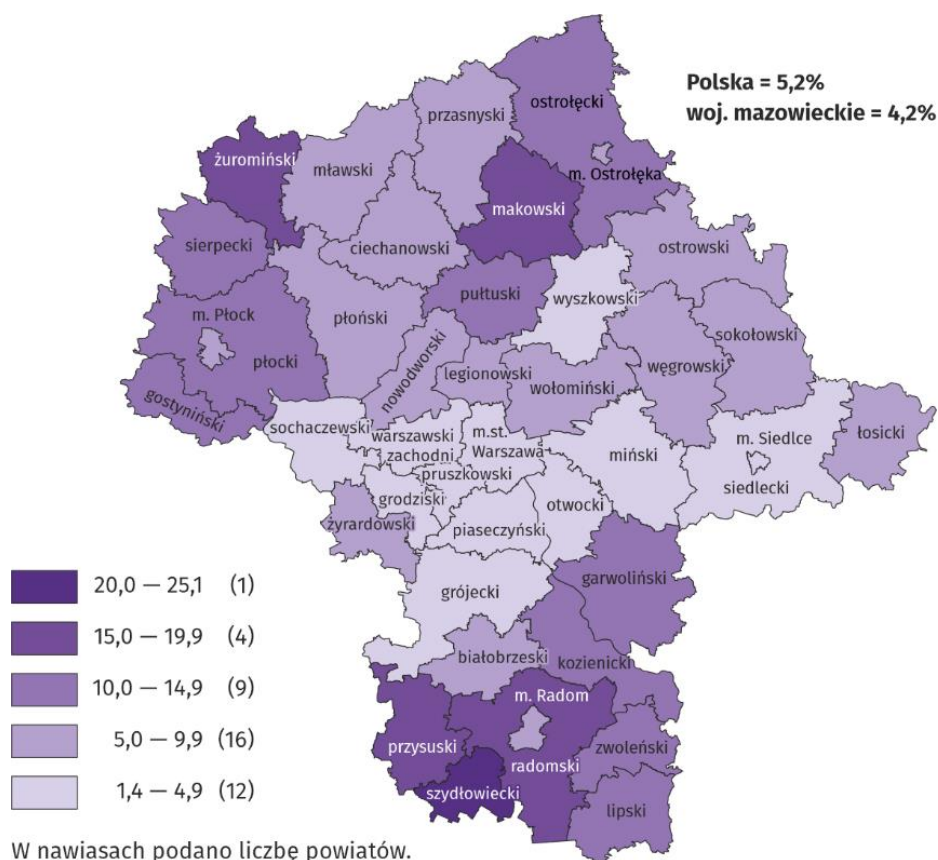 Polska = 5,2%
woj. mazowieckie = 4,2%
ostrołęcki
przasnyski
żuromiński
mławski
m. Ostrołęka
makowski
sierpecki
ciechanowski
ostrowski
pułtuski
wyszkowski
m. Płock
płoński
sokołowski
nowodworski
węgrowski
płocki
legionowski
wołomiński
gostyniński
sochaczewski
warszawski
zachodni
m.st.
Warszawa
m. Siedlce
łosicki
miński
pruszkowski
siedlecki
grodziski
otwocki
żyrardowski
piaseczyński
garwoliński
grójecki
białobrzeski
kozienicki
m. Radom
przysuski
radomski
zwoleński
szydłowiecki
lipski
20,0 — 25,1 (1)
15,0 — 19,9 (4)
10,0 — 14,9 (9)
5,0 — 9,9 (16)
1,4 — 4,9 (12)
W nawiasach podano liczbę powiatów.